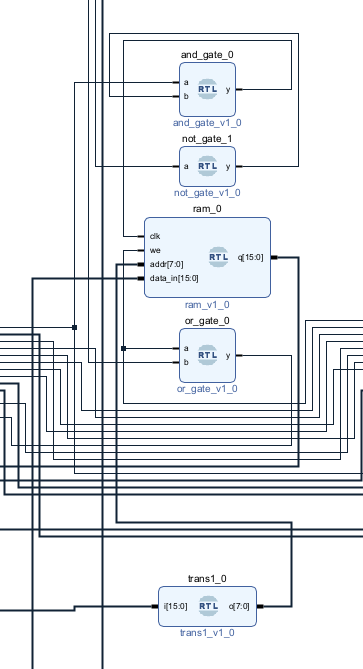 and_gate_0
a
b
RTL
y
and_gate_v1_0
not_gate_1
a
RTL
y
not_gate_v1_0
ram_0
clk
we
addr[7:0]
data_in[15:0]
RTL
q[15:0]
ram_v1_0
or_gate_0
a
b
RTL
y
or_gate_v1_0
trans1_0
i[15:0]
RTL
o[7:0]
trans1_v1_0